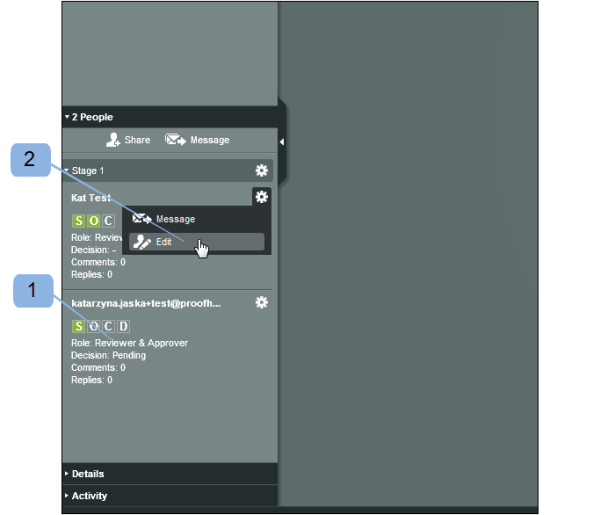 2 People
Share Message
2
Stage 1
Kat Test
S O C
Message
Role: Review
Edit
Decision: -
Comments: 0
Replies: 0
1
katarzyna.jaska+test@proofh...
S O C D
Role: Reviewer & Approver
Decision: Pending
Comments: 0
Replies: 0
Details
Activity